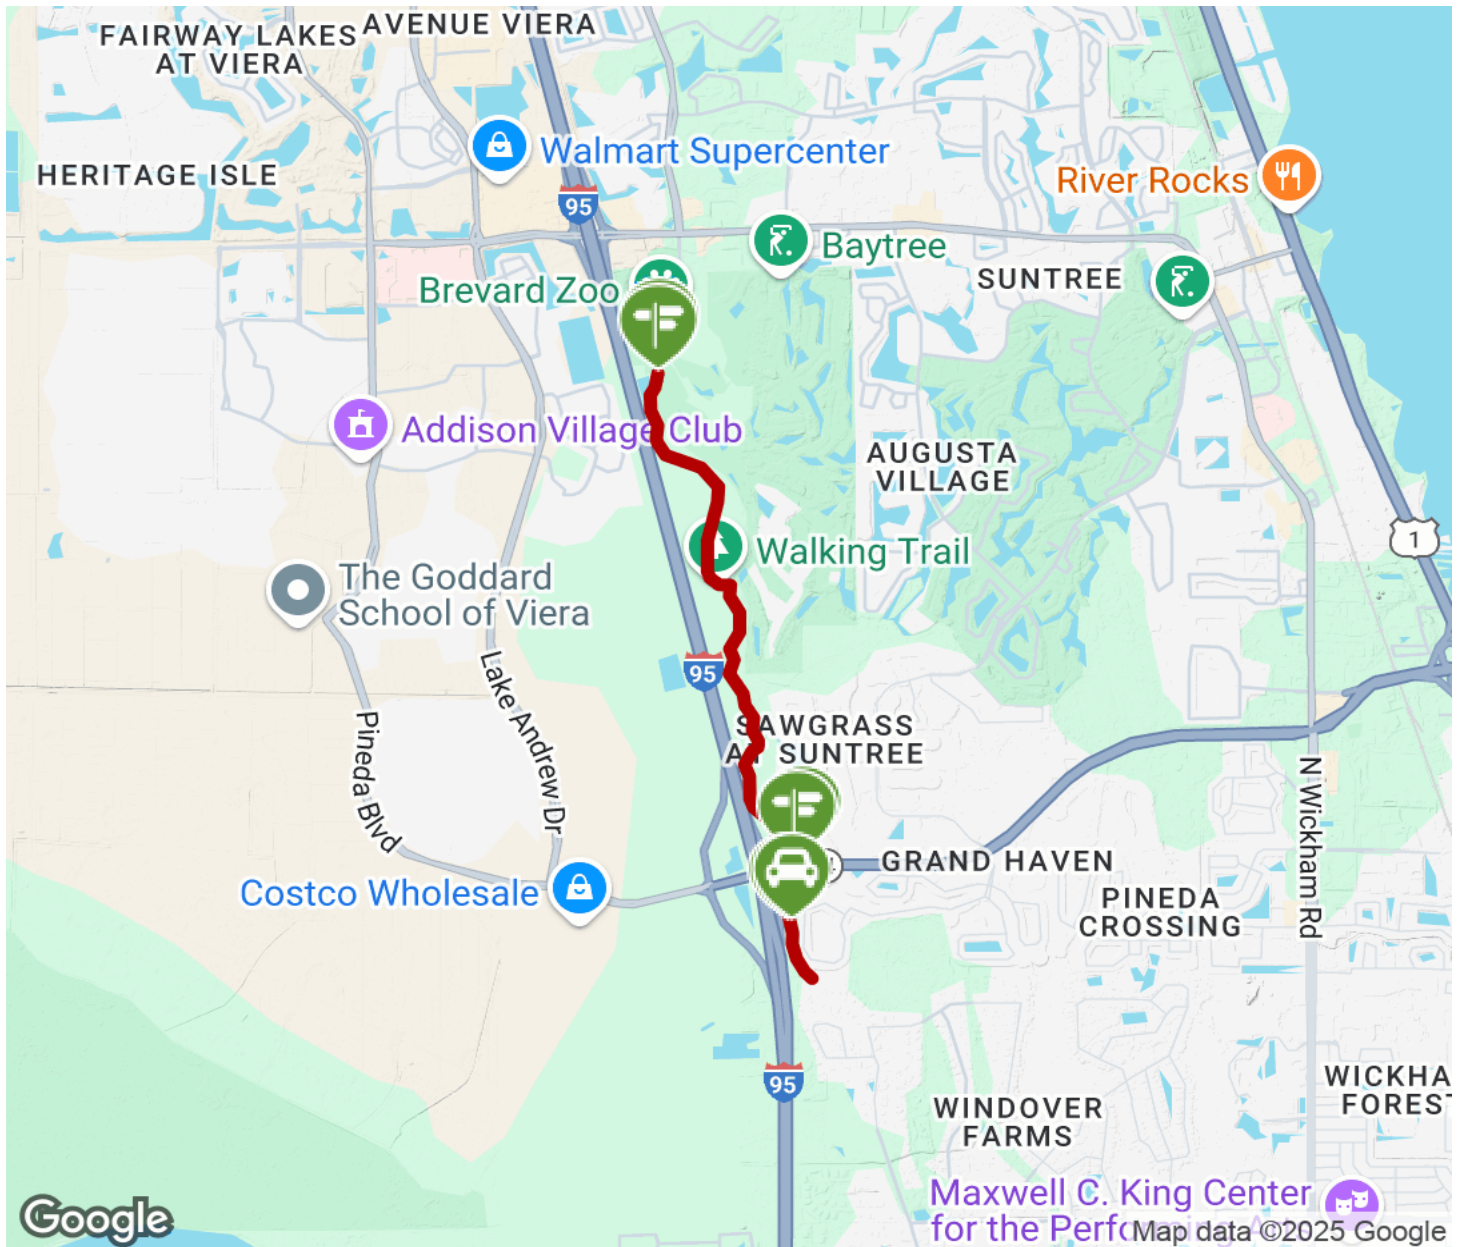 FAIRWAY LAKES
AT VIERA
AVENUE VIERA
Walmart Supercenter
HERITAGE ISLE
95
River Rocks
Baytree
Brevard Zoo
SUNTREE
Addison Village Club
AUGUSTA
VILLAGE
1
Walking Trail
The Goddard
School of Viera
95
Lake Andrew Dr
Pineda Blvd
SAWGRASS
AT SUNTREE
N Wickham Rd
GRAND HAVEN
Costco Wholesale
PINEDA
CROSSING
95
WICKHA
FOREST
WINDOVER
FARMS
Maxwell C. King Center
for the Performing
Google
Map data ©2025 Google